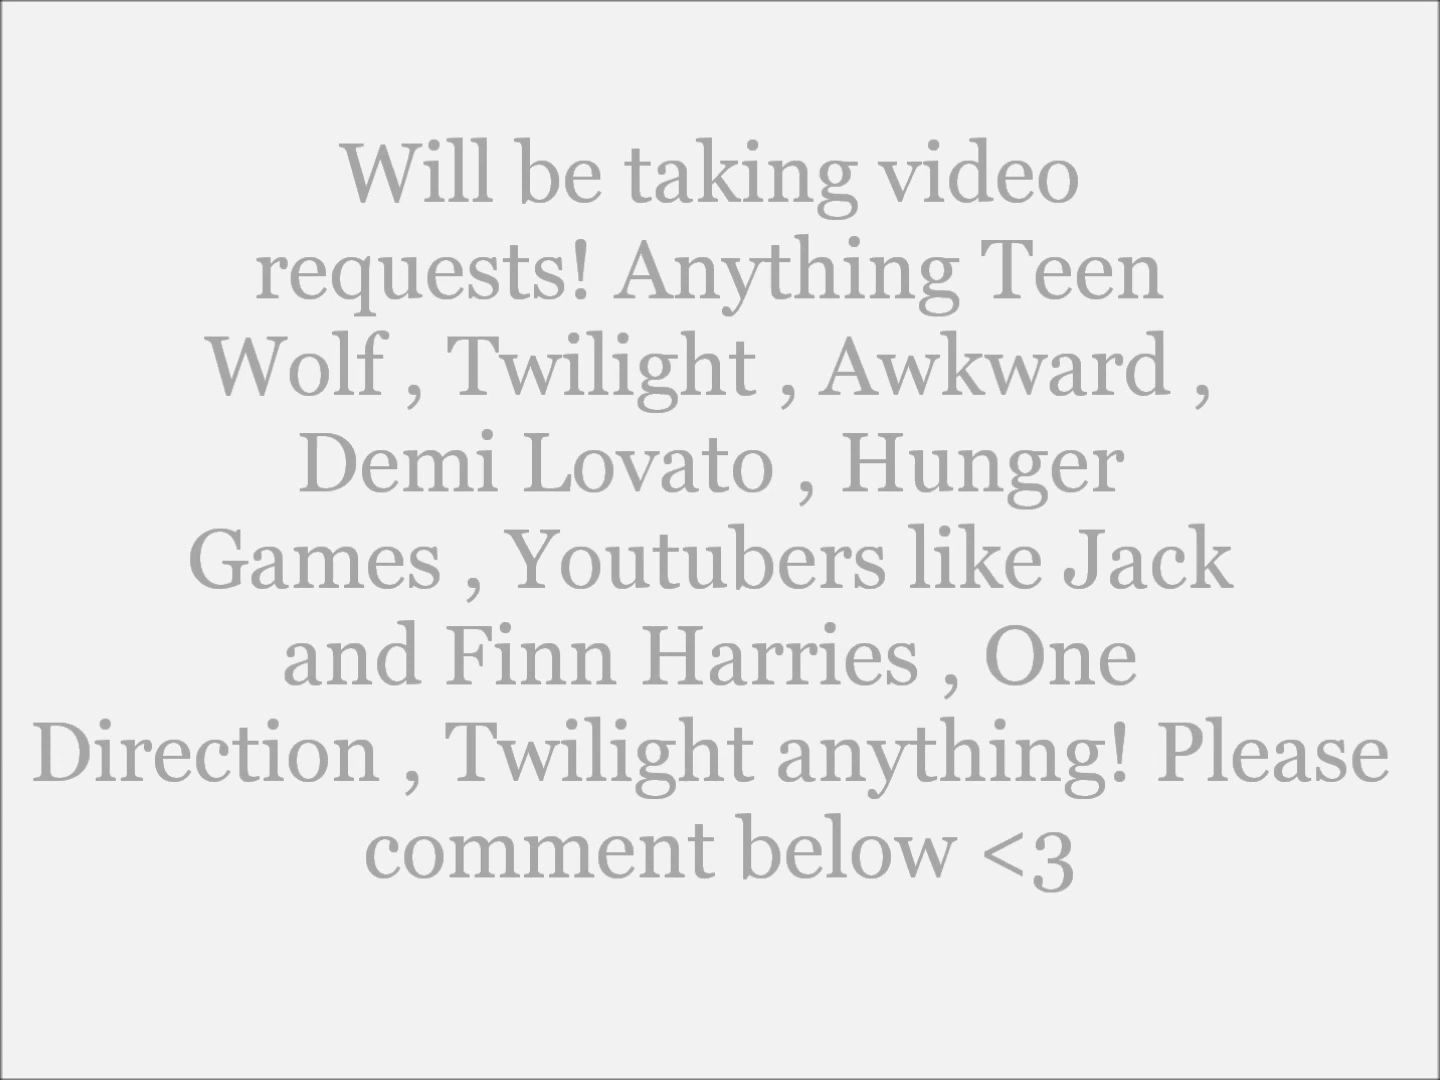 Will be taking video
requests! Anything Teen
Wolf , Twilight , Awkward ,
Demi Lovato , Hunger
Games , Youtubers like Jack
and Finn Harries , One
Direction , Twilight anything! Please
comment below <3